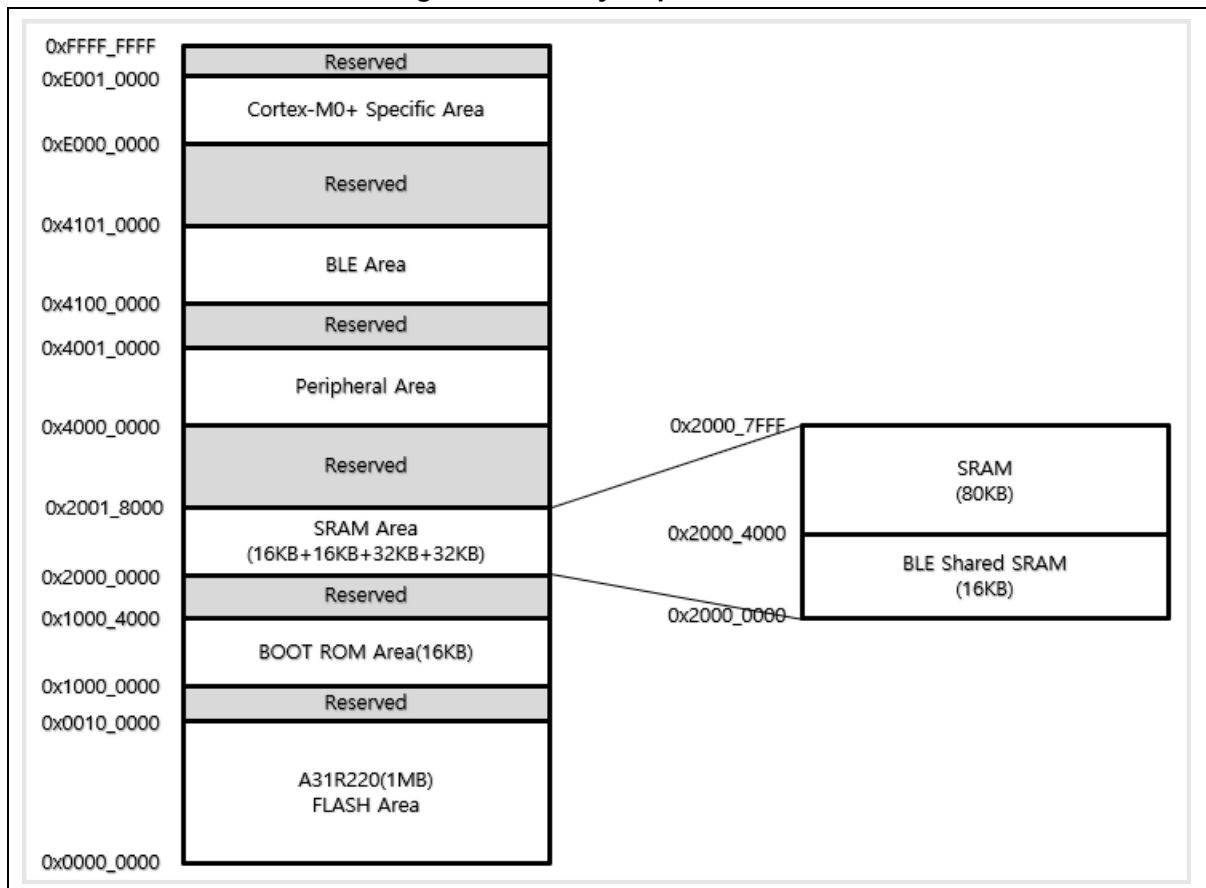 0xFFFF_FFFF
Reserved
0xE001_0000
Cortex-M0+ Specific Area
0xE000_0000
Reserved
0x4101_0000
BLE Area
0x4100_0000
Reserved
0x4001_0000
Peripheral Area
0x4000_0000
Reserved
0x2001_8000
SRAM Area
(16KB+16KB+32KB+32KB)
0x2000_0000
Reserved
0x1000_4000
BOOT ROM Area(16KB)
0x1000_0000
Reserved
0x0010_0000
A31R220(1MB)
FLASH Area
0x0000_0000
0x2000_7FFF
SRAM
(80KB)
0x2000_4000
BLE Shared SRAM
(16KB)
0x2000_0000